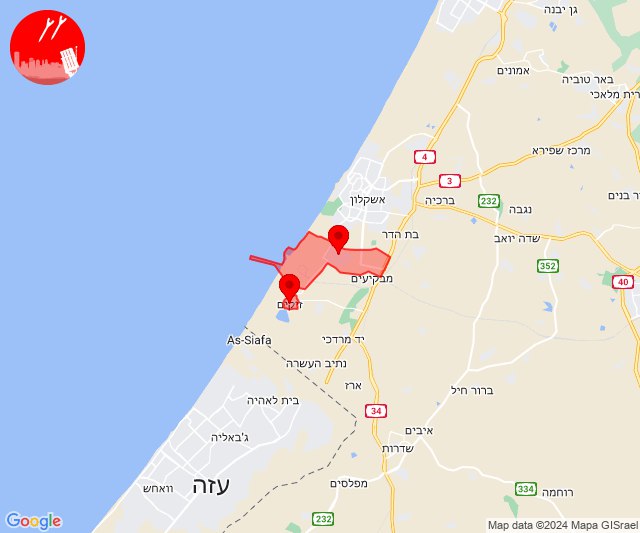 גן יבנה
אמונים
באר טוביה
רית מלאכי
מרכז שפירא
4
3
אשקלון
232
ברכיה
נגבה
ר בנים
בת הדר
שדה יואב
352
40
מבקיעים
זיקים
As-Siafa
יד מרדכי
נתיב העשרה
ארז
ברור חיל
בית לאהיה
34
איבים
ג'באליה
שדרות
עזה
וואחש
מפלסים
334
רוחמה
232
Google
Map data ©2024 Mapa GISrael